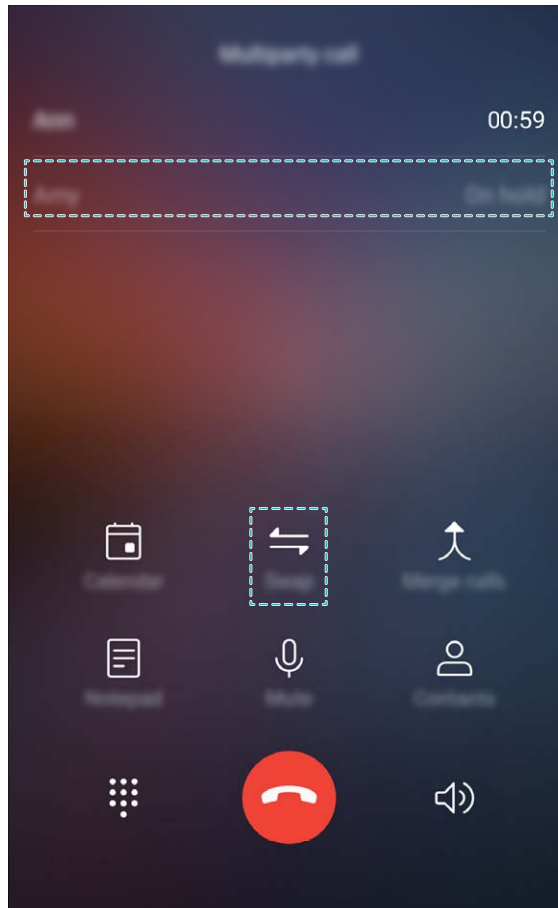 Multiparty call
Ann 00:59
Amy On hold
Calendar Swap Merge calls
Notepad Mute Contacts